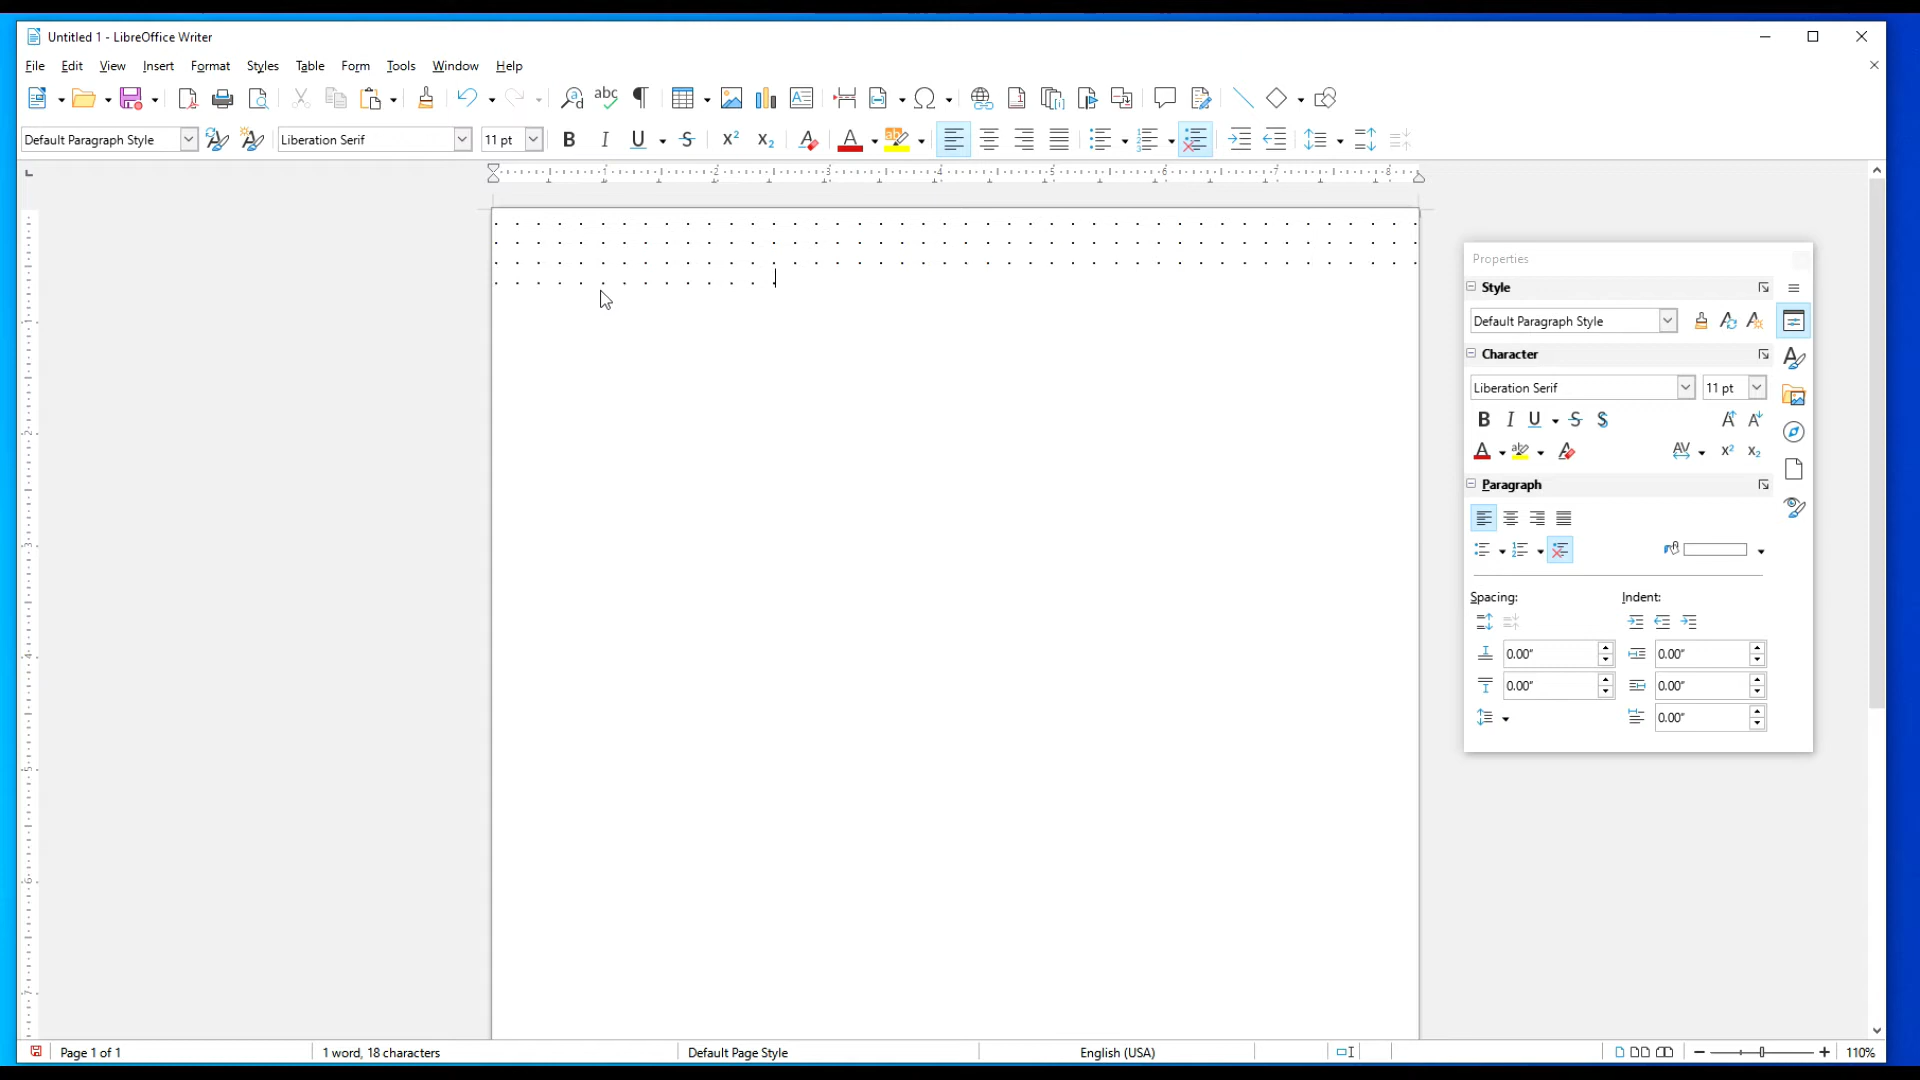 Untitled 1 - LibreOffice Writer
File Edit View Insert Format Styles Table Form Tools Window Help
Default Paragraph Style Liberation Serif 11 pt
Properties
Style
Default Paragraph Style
Character
Liberation Serif 11 pt
Paragraph
Spacing: Indent:
0.00" 0.00"
0.00" 0.00"
0.00"
Page 1 of 1 1 word, 18 characters Default Page Style English (USA) 110%